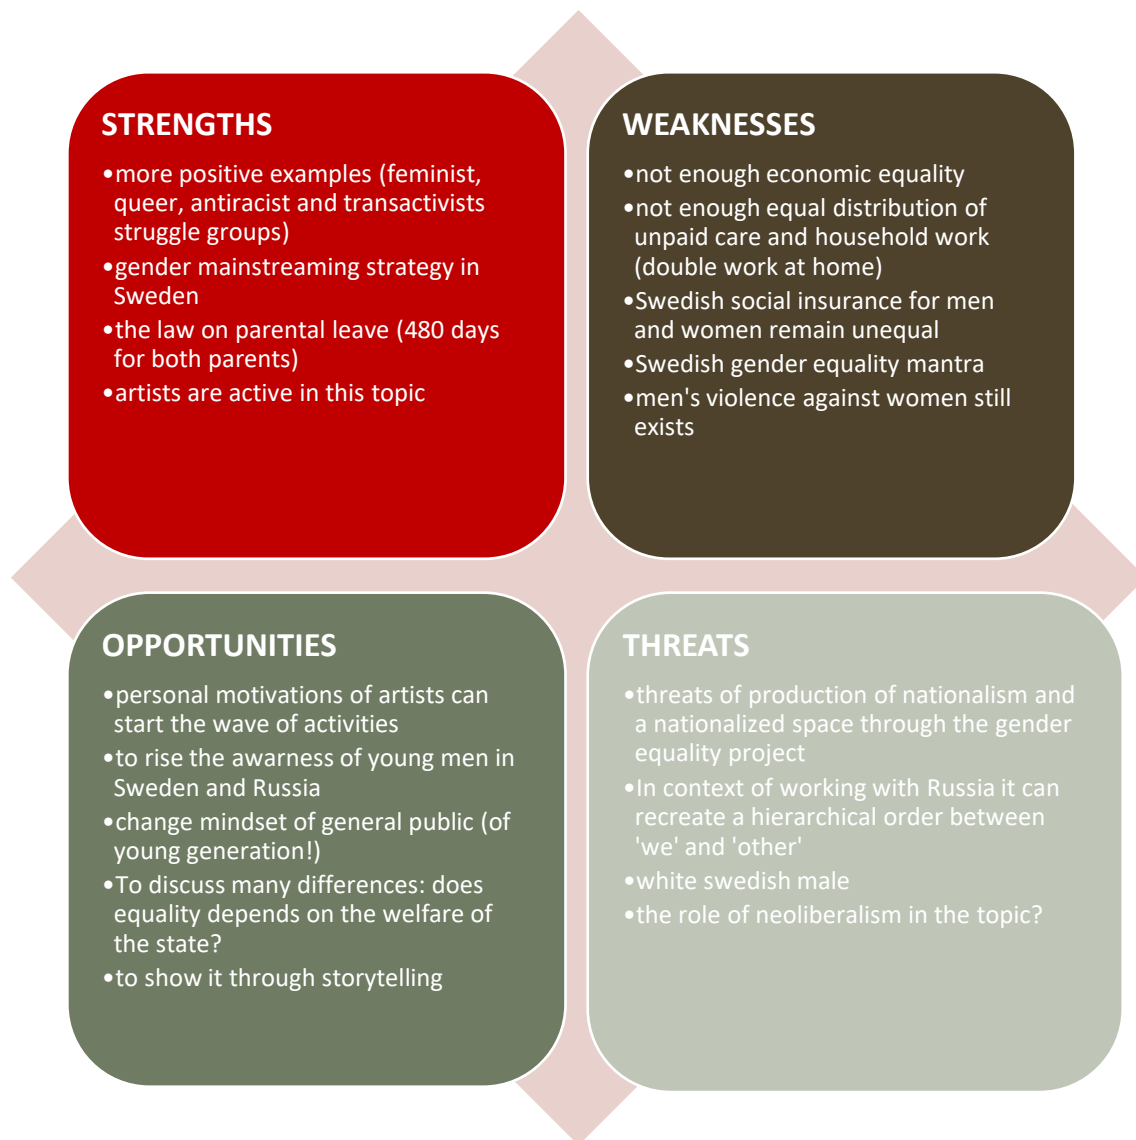 STRENGTHS
•more positive examples (feminist,
queer, antiracist and transactivists
struggle groups)
•gender mainstreaming strategy in
Sweden
•the law on parental leave (480 days
for both parents)
•artists are active in this topic
WEAKNESSES
•not enough economic equality
•not enough equal distribution of
unpaid care and household work
(double work at home)
•Swedish social insurance for men
and women remain unequal
•Swedish gender equality mantra
•men's violence against women still
exists
OPPORTUNITIES
•personal motivations of artists can
start the wave of activities
•to rise the awarness of young men in
Sweden and Russia
•change mindset of general public (of
young generation!)
•To discuss many differences: does
equality depends on the welfare of
the state?
•to show it through storytelling
THREATS
•threats of production of nationalism and
a nationalized space through the gender
equality project
•In context of working with Russia it can
recreate a hierarchical order between
'we' and 'other'
•white swedish male
•the role of neoliberalism in the topic?